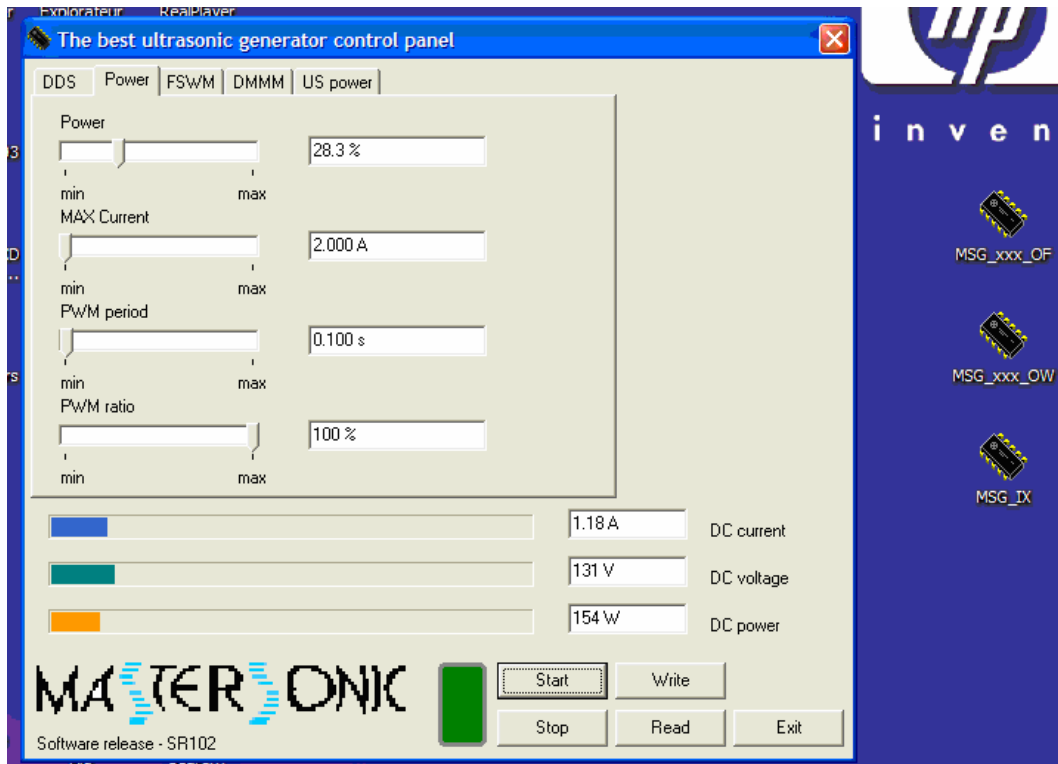 Explorateur RealPlayer
The best ultrasonic generator control panel
DDS Power FSWM DMMM US power
Power
28.3 %
min max
MAX Current
2.000 A
min max
PWM period
0.100 s
min max
PWM ratio
100 %
min max
1.18 A DC current
131 V DC voltage
154 W DC power
MASTERSONIC
Start Write
Stop Read Exit
Software release - SR102
hp
inven
MSG_xxx_OF
MSG_xxx_OW
MSG_IX